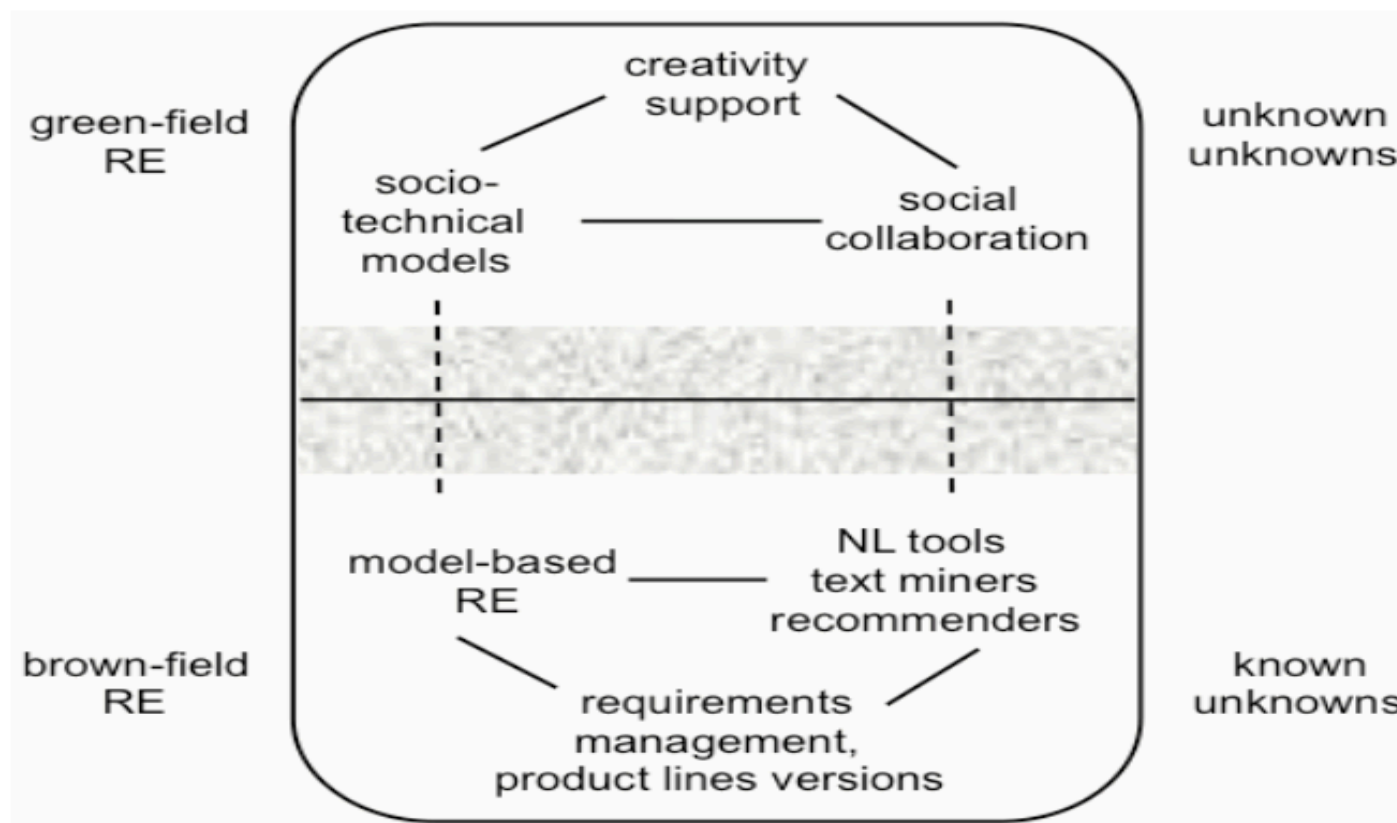 creativity
support
green-field
RE
unknown
unknowns
socio-
technical
models
social
collaboration
model-based
RE
NL tools
text miners
recommenders
brown-field
RE
known
unknowns
requirements
management,
product lines versions